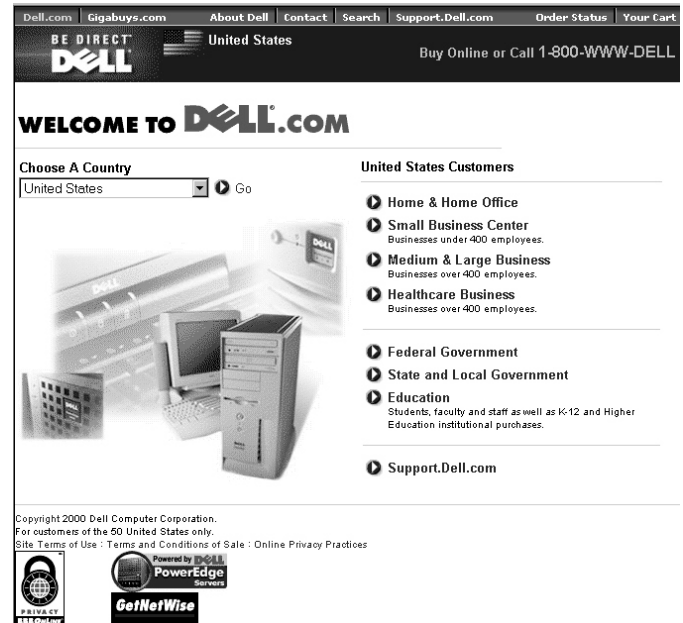 Dell.com Gigabuys.com About Dell Contact Search Support.Dell.com Order Status Your Cart
BE DIRECT
DELL
United States
Buy Online or Call 1-800-WWW-DELL
WELCOME TO DELL.COM
Choose A Country
United States Go
United States Customers
Home & Home Office
Small Business Center
Businesses under 400 employees.
Medium & Large Business
Businesses over 400 employees.
Healthcare Business
Businesses over 400 employees.
Federal Government
State and Local Government
Education
Students, faculty and staff as well as K-12 and Higher
Education institutional purchases.
Support.Dell.com
DELL
DELL
DELL
DELL
Copyright 2000 Dell Computer Corporation.
For customers of the 50 United States only.
Site Terms of Use : Terms and Conditions of Sale : Online Privacy Practices
PRIVACY
BBBOnLine
Powered by DELL
PowerEdge
Servers
GetNetWise